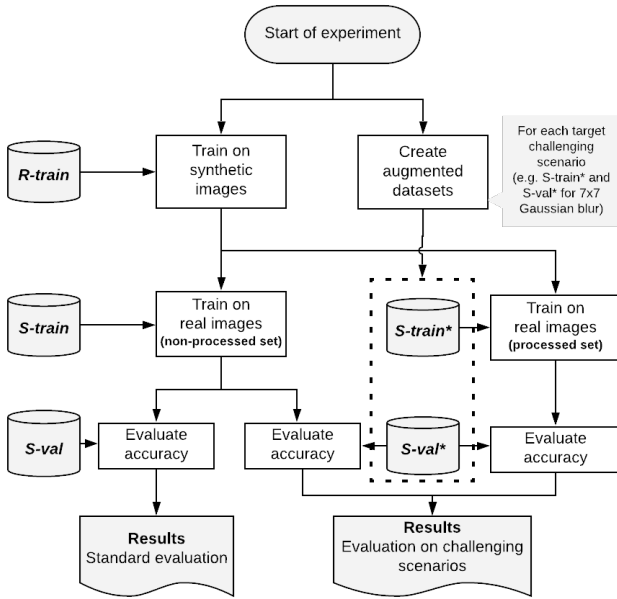 Start of experiment
R-train
Train on
synthetic
images
Create
augmented
datasets
For each target
challenging
scenario
(e.g. S-train* and
S-val* for 7x7
Gaussian blur)
S-train
Train on
real images
(non-processed set)
S-train*
Train on
real images
(processed set)
S-val
Evaluate
accuracy
Evaluate
accuracy
S-val*
Evaluate
accuracy
Results
Standard evaluation
Results
Evaluation on challenging
scenarios